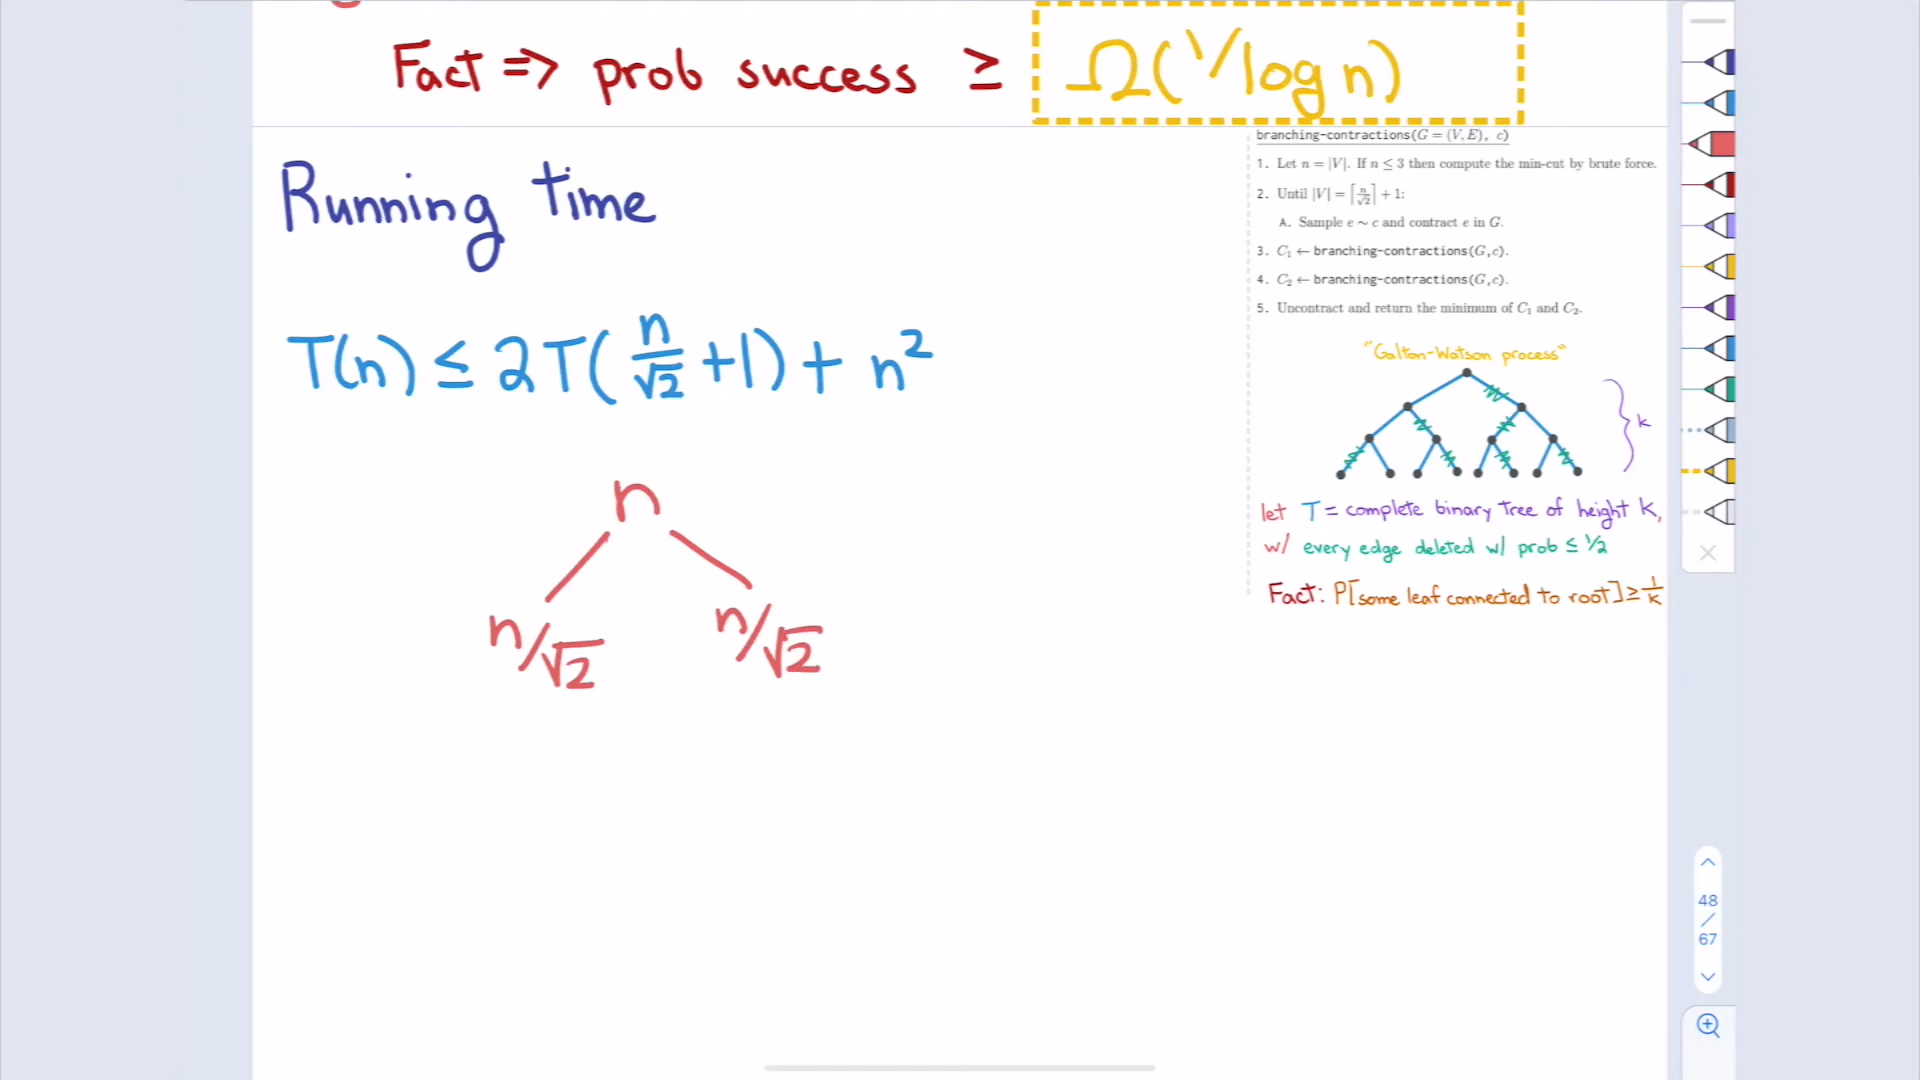 Fact => prob success ≥ Ω(1/log n)
Running time
T(n) ≤ 2T(n/√2 +1) + n²
n
n/√2 n/√2
branching-contractions(G = (V, E), c)
1. Let n = |V|. If n ≤ 3 then compute the min-cut by brute force.
2. Until |V| = ⌈n/√2⌉ + 1:
A. Sample e ~ c and contract e in G.
3. C₁ ← branching-contractions(G,c).
4. C₂ ← branching-contractions(G,c).
5. Uncontract and return the minimum of C₁ and C₂.
"Galton-Watson process"
k
let T = complete binary tree of height k,
w/ every edge deleted w/ prob ≤ 1/2
Fact: P[some leaf connected to root] ≥ 1/k
48
/
67